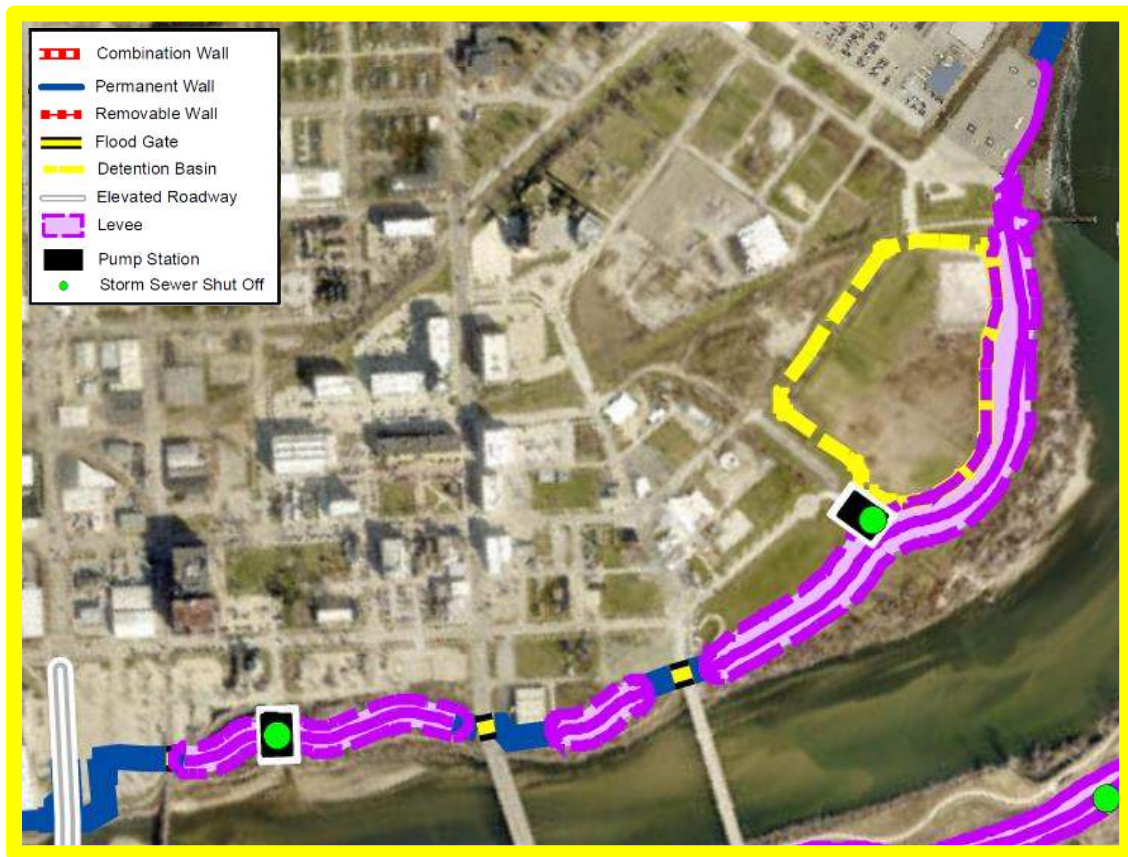 Combination Wall
Permanent Wall
Removable Wall
Flood Gate
Detention Basin
Elevated Roadway
Levee
Pump Station
Storm Sewer Shut Off